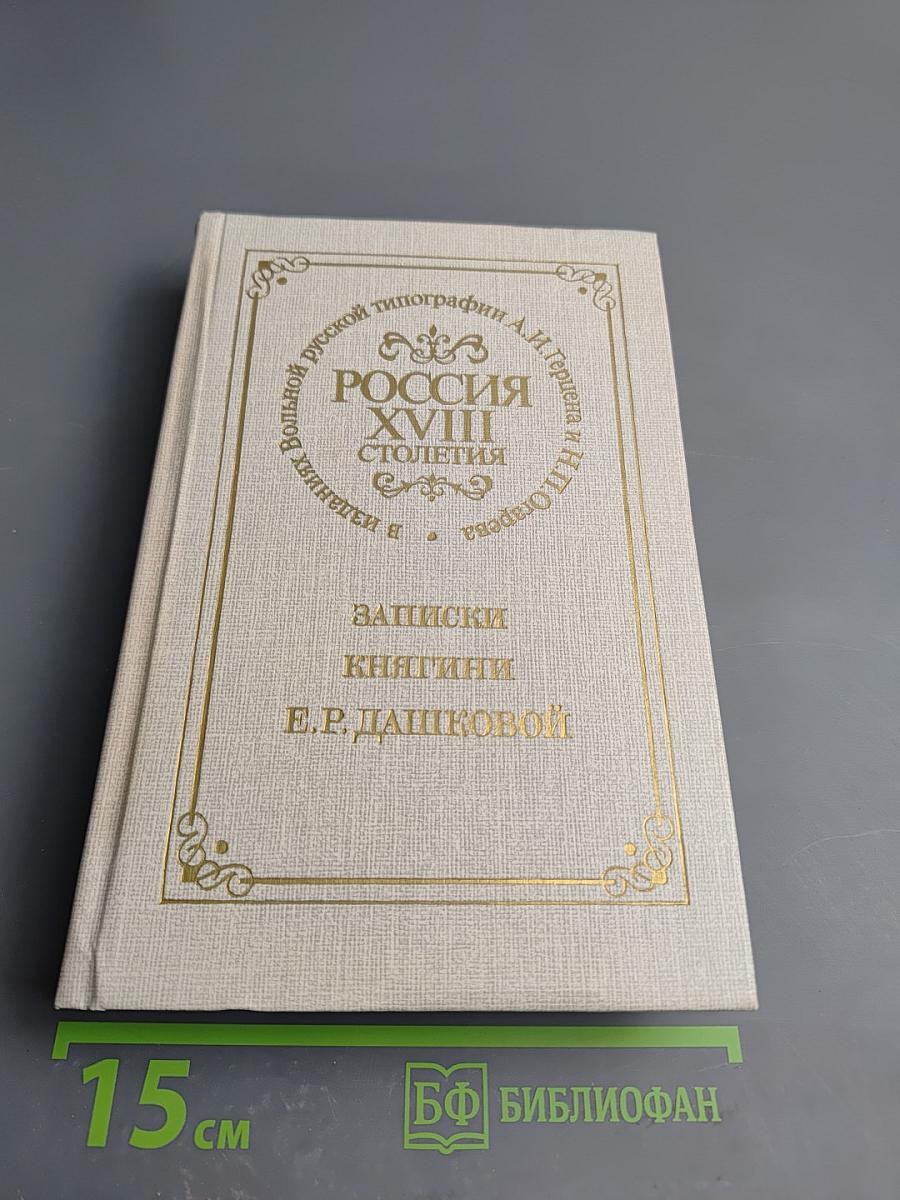 в изданиях Вольной русской типографии А.И.Герцена и Н.П.Огарева
РОССИЯ
XVIII
СТОЛЕТИЯ
ЗАПИСКИ
КНЯГИНИ
Е.Р.ДАШКОВОЙ
15 см
БФ БИБЛИОФАН